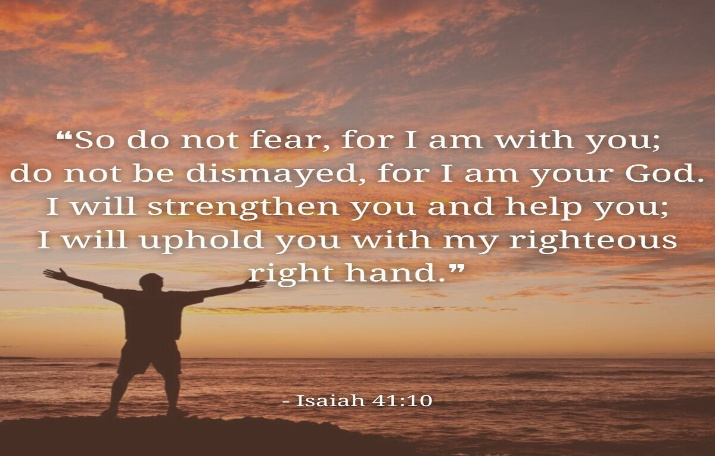 ❝So do not fear, for I am with you;
do not be dismayed, for I am your God.
I will strengthen you and help you;
I will uphold you with my righteous
right hand.❞
- Isaiah 41:10